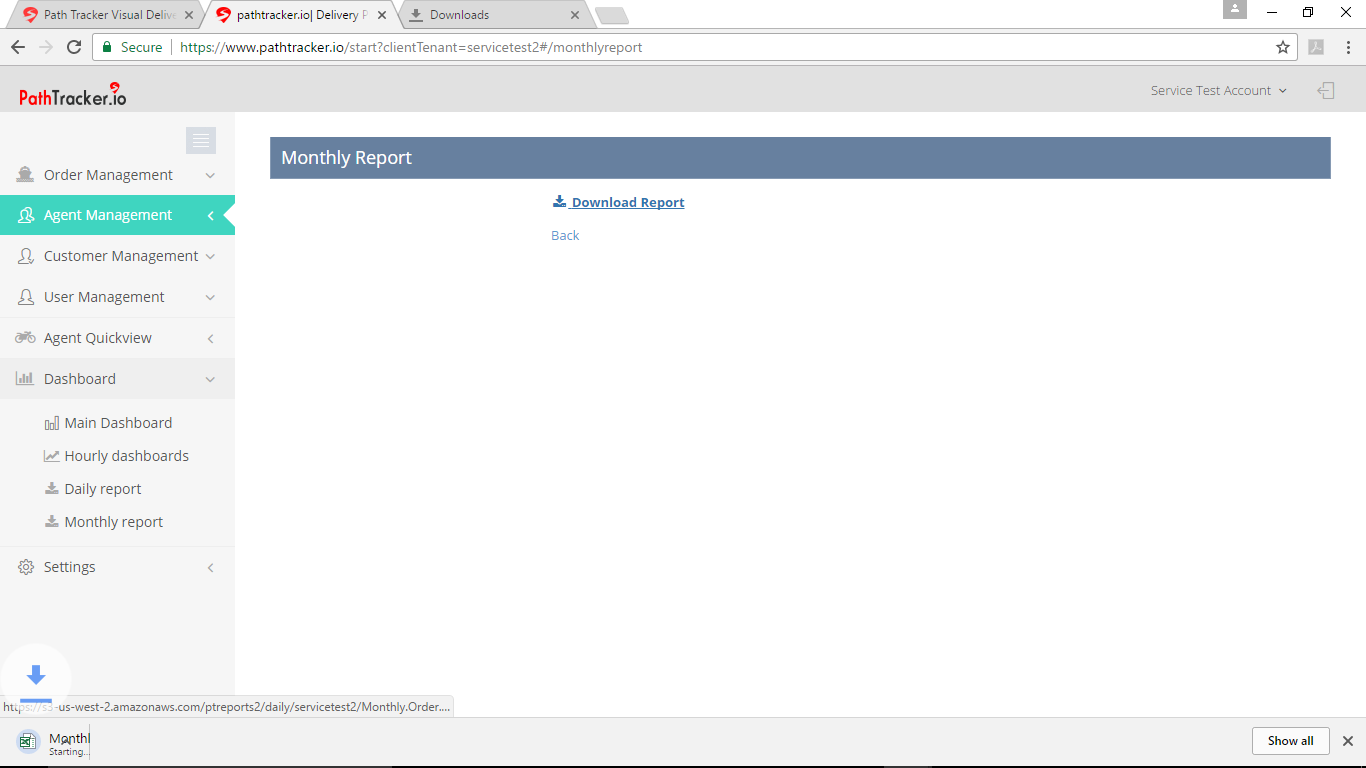 Path Tracker Visual Delive
pathtracker.io| Delivery P
Downloads
Secure
https://www.pathtracker.io/start?clientTenant=servicetest2#/monthlyreport
PathTracker.io
Service Test Account
Monthly Report
Order Management
Download Report
Agent Management
Back
Customer Management
User Management
Agent Quickview
Dashboard
Main Dashboard
Hourly dashboards
Daily report
Monthly report
Settings
https://s3-us-west-2.amazonaws.com/ptreports2/daily/servicetest2/Monthly.Order....
Monthl
Starting...
Show all